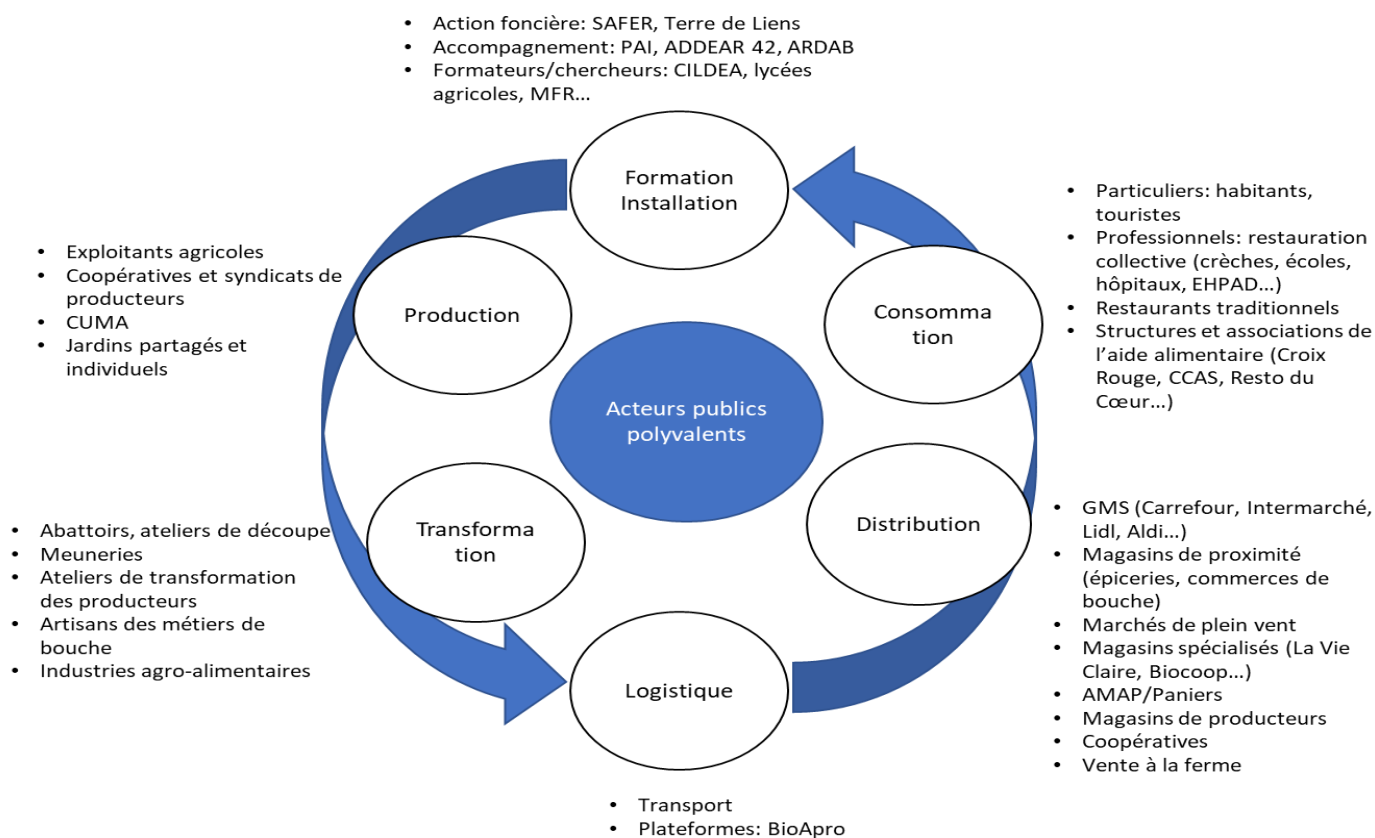 • Action foncière: SAFER, Terre de Liens
• Accompagnement: PAI, ADDEAR 42, ARDAB
• Formateurs/chercheurs: CILDEA, lycées
agricoles, MFR...
Formation
Installation
• Exploitants agricoles
• Coopératives et syndicats de
producteurs
• CUMA
• Jardins partagés et
individuels
Production
• Particuliers: habitants,
touristes
• Professionnels: restauration
collective (crèches, écoles,
hôpitaux, EHPAD...)
• Restaurants traditionnels
• Structures et associations de
l'aide alimentaire (Croix
Rouge, CCAS, Resto du
Cœur...)
Consomma
tion
Acteurs publics
polyvalents
• Abattoirs, ateliers de découpe
• Meuneries
• Ateliers de transformation
des producteurs
• Artisans des métiers de
bouche
• Industries agro-alimentaires
Transforma
tion
Distribution
• GMS (Carrefour, Intermarché,
Lidl, Aldi...)
• Magasins de proximité
(épiceries, commerces de
bouche)
• Marchés de plein vent
• Magasins spécialisés (La Vie
Claire, Biocoop...)
• AMAP/Paniers
• Magasins de producteurs
• Coopératives
• Vente à la ferme
Logistique
• Transport
• Plateformes: BioApro